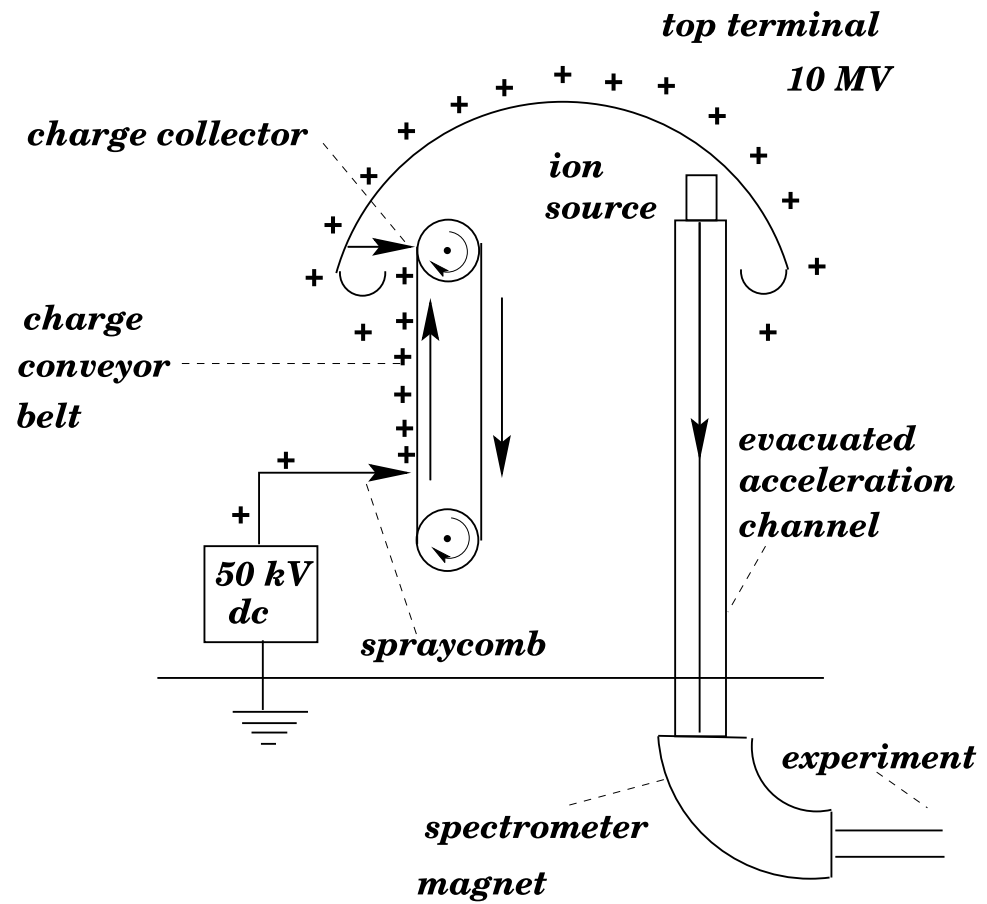 top terminal
10 MV
charge collector
ion
source
charge
conveyor
belt
evacuated
acceleration
channel
50 kV
dc
spraycomb
experiment
spectrometer
magnet